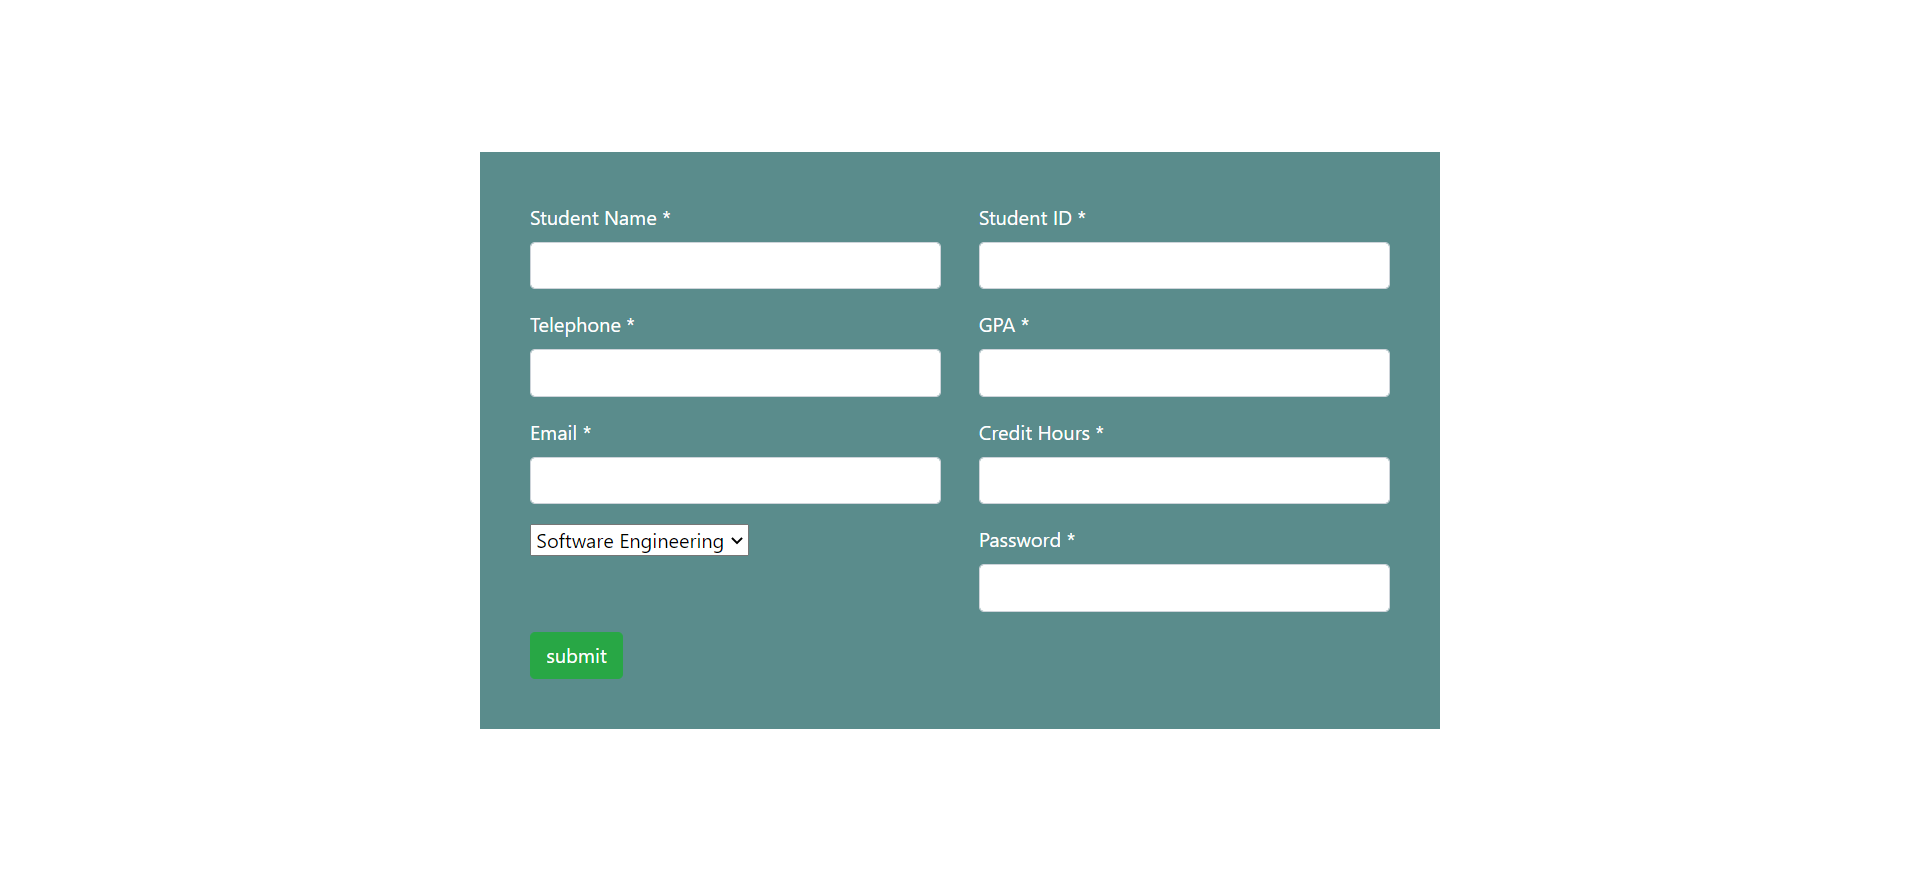 Student Name *
Student ID *
Telephone *
GPA *
Email *
Credit Hours *
Software Engineering
Password *
submit